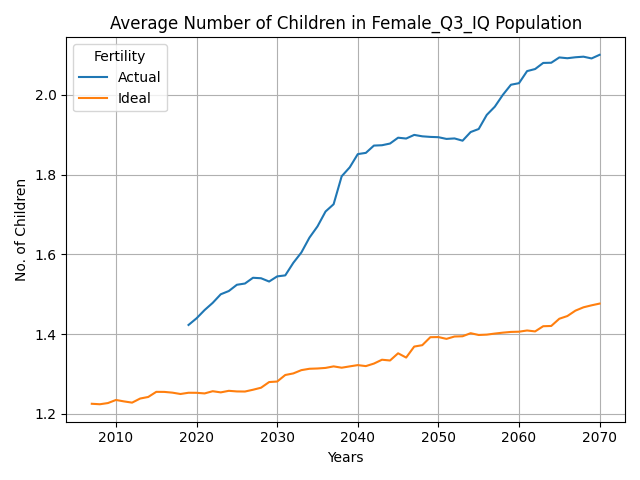 Average Number of Children in Female_Q3_IQ Population
Fertility
Actual
Ideal
No. of Children
2.0
1.8
1.6
1.4
1.2
2010 2020 2030 2040 2050 2060 2070
Years